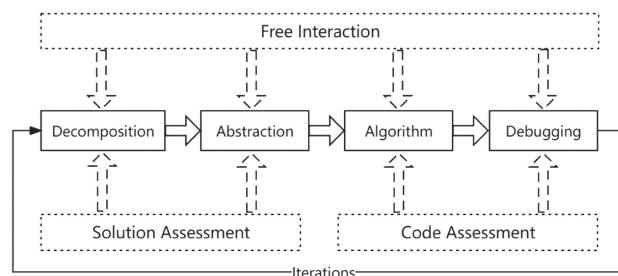 Free Interaction
Decomposition
Abstraction
Algorithm
Debugging
Solution Assessment
Code Assessment
Iterations